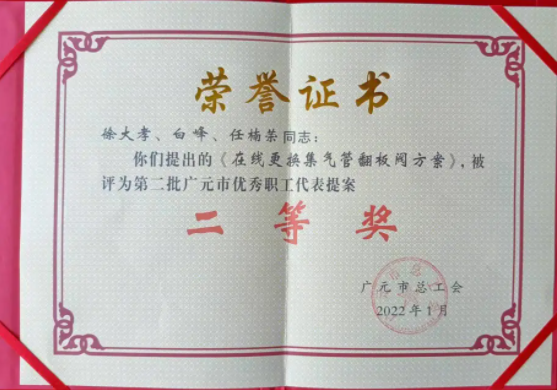 荣誉证书
徐大孝、白峰、任楠荣同志：
你们提出的《在线更换集气管翻板阀方案》，被
评为第二批广元市优秀职工代表提案
二等奖
广元市总工会
2022年1月